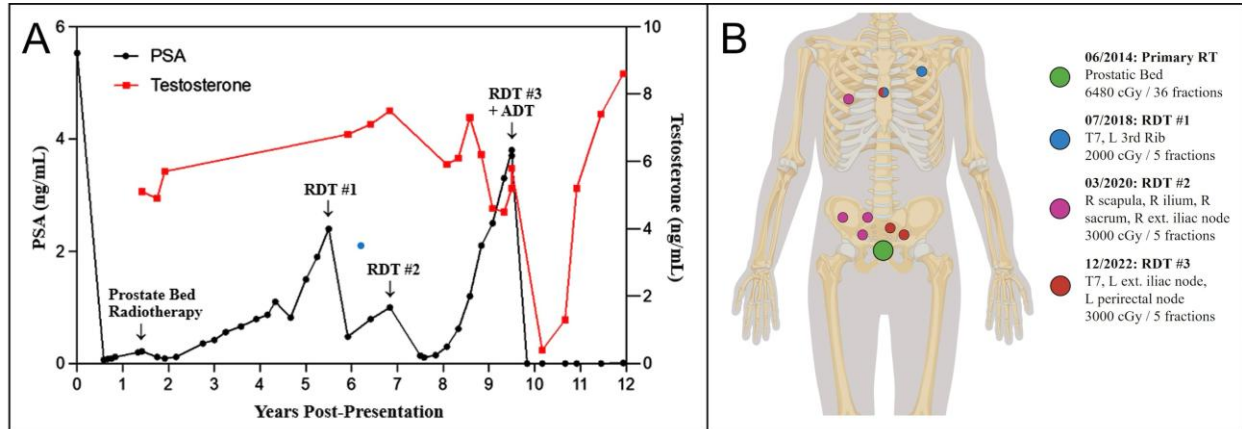 A
6
10
PSA
Testosterone
RDT #3
+ ADT
8
4
RDT #1
6
PSA (ng/mL)
Testosterone (ng/mL)
4
2
RDT #2
Prostate Bed
Radiotherapy
2
0
0
0 1 2 3 4 5 6 7 8 9 10 11 12
Years Post-Presentation
B
06/2014: Primary RT
Prostatic Bed
6480 cGy / 36 fractions
07/2018: RDT #1
T7, L 3rd Rib
2000 cGy / 5 fractions
03/2020: RDT #2
R scapula, R ilium, R
sacrum, R ext. iliac node
3000 cGy / 5 fractions
12/2022: RDT #3
T7, L ext. iliac node,
L perirectal node
3000 cGy / 5 fractions